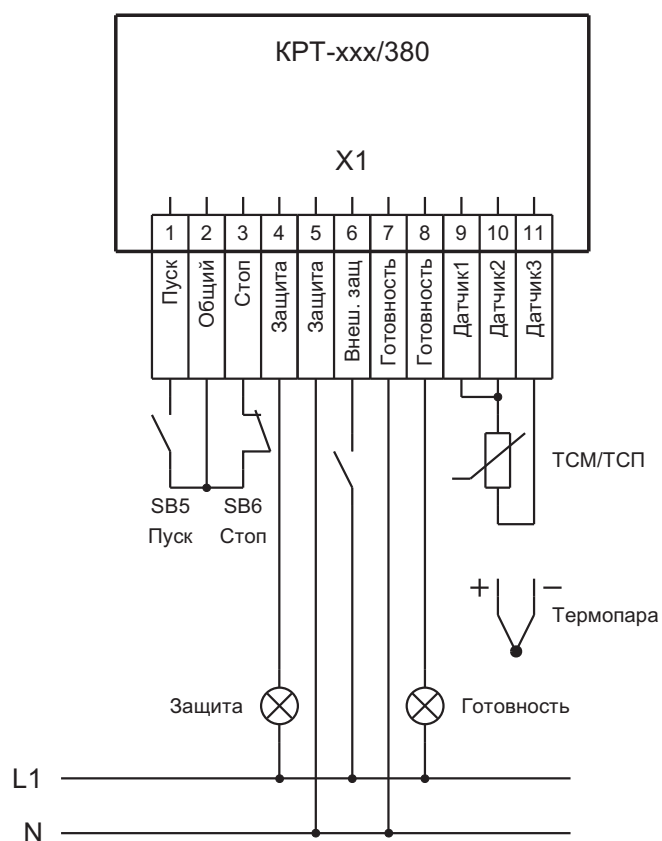 КРТ-xxx/380
X1
1 2 3 4 5 6 7 8 9 10 11
Пуск
Общий
Стоп
Защита
Защита
Внеш. защ
Готовность
Готовность
Датчик1
Датчик2
Датчик3
ТСМ/ТСП
SB5 SB6
Пуск Стоп
+ −
Термопара
Защита
Готовность
L1
N